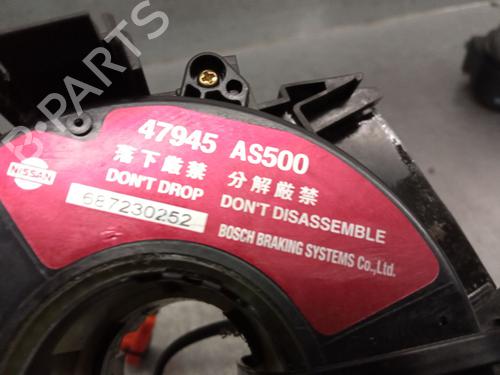 47945 AS500
落下厳禁 分解厳禁
DON'T DROP DON'T DISASSEMBLE
NISSAN
687230252
BOSCH BRAKING SYSTEMS Co.,Ltd.